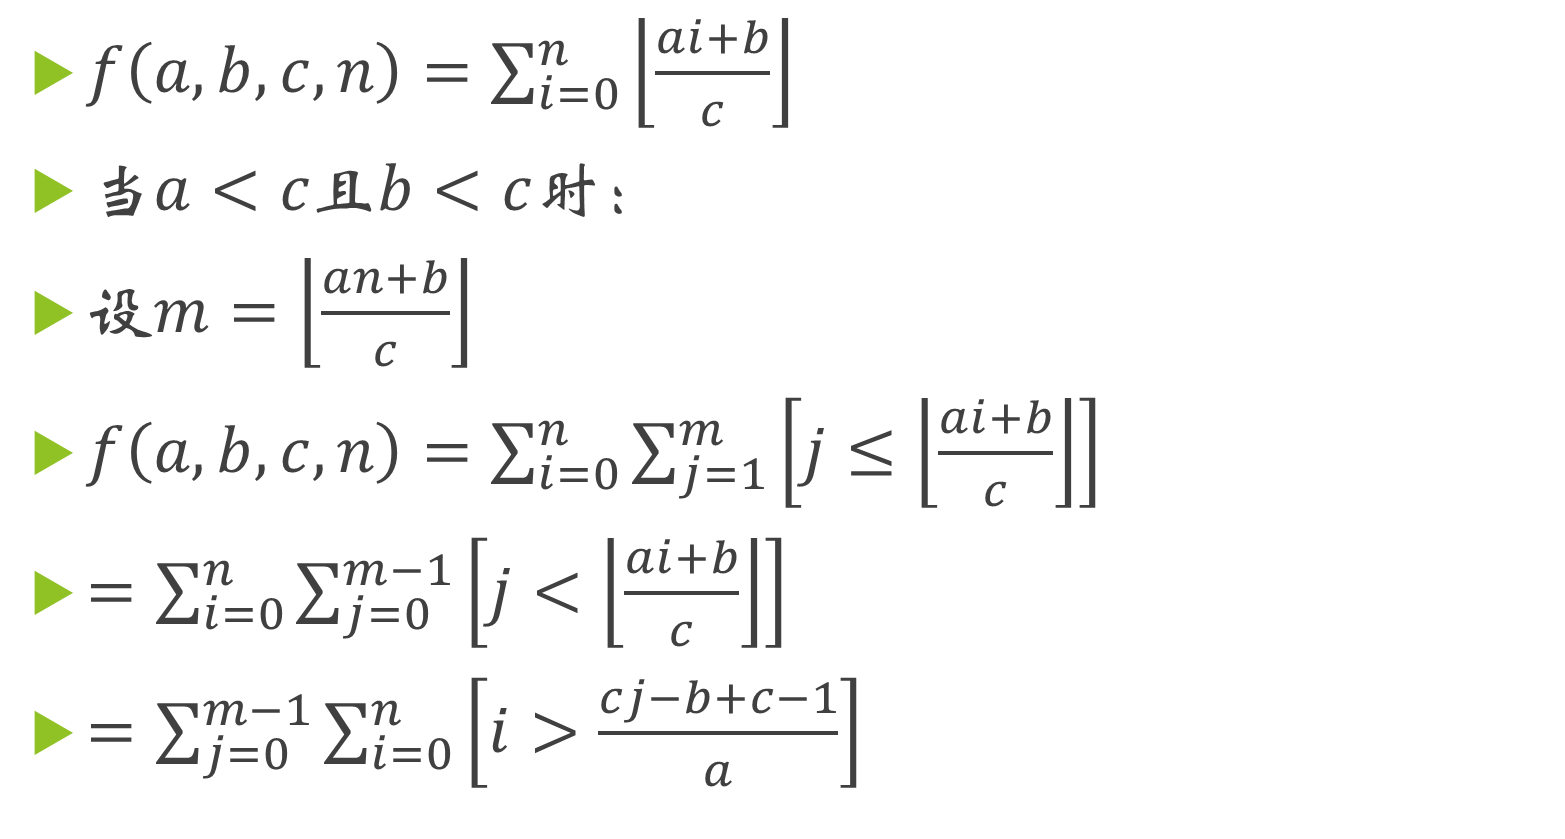 f(a, b, c, n) = ∑_{i=0}^{n} ⌊(ai+b)/c⌋
当a < c且b < c时：
设m = ⌊(an+b)/c⌋
f(a, b, c, n) = ∑_{i=0}^{n} ∑_{j=1}^{m} [j ≤ ⌊(ai+b)/c⌋]
= ∑_{i=0}^{n} ∑_{j=0}^{m−1} [j < ⌊(ai+b)/c⌋]
= ∑_{j=0}^{m−1} ∑_{i=0}^{n} [i > (cj−b+c−1)/a]